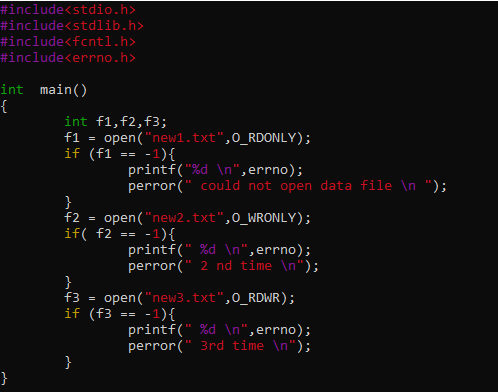 #include<stdio.h>
#include<stdlib.h>
#include<fcntl.h>
#include<errno.h>

int  main()
{
        int f1,f2,f3;
        f1 = open("new1.txt",O_RDONLY);
        if (f1 == -1){
                printf("%d \n",errno);
                perror(" could not open data file \n ");
        }
        f2 = open("new2.txt",O_WRONLY);
        if( f2 == -1){
                printf(" %d \n",errno);
                perror(" 2 nd time \n");
        }
        f3 = open("new3.txt",O_RDWR);
        if (f3 == -1){
                printf(" %d \n",errno);
                perror(" 3rd time \n");
        }
}